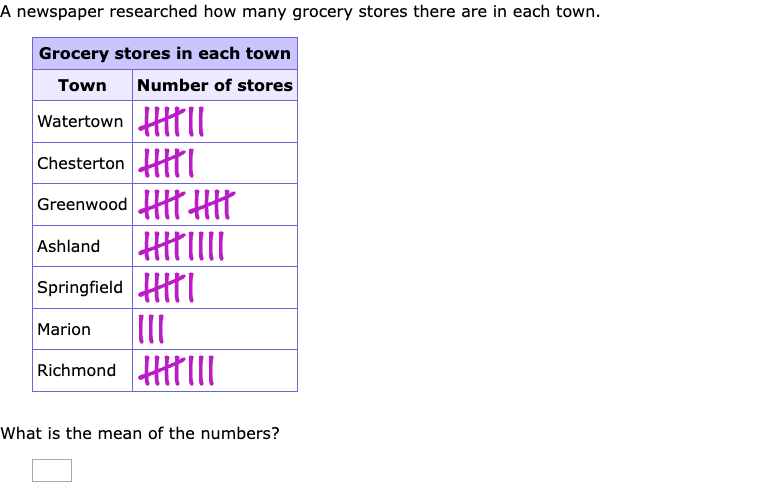 A newspaper researched how many grocery stores there are in each town.
Grocery stores in each town
Town Number of stores
Watertown
Chesterton
Greenwood
Ashland
Springfield
Marion
Richmond
What is the mean of the numbers?